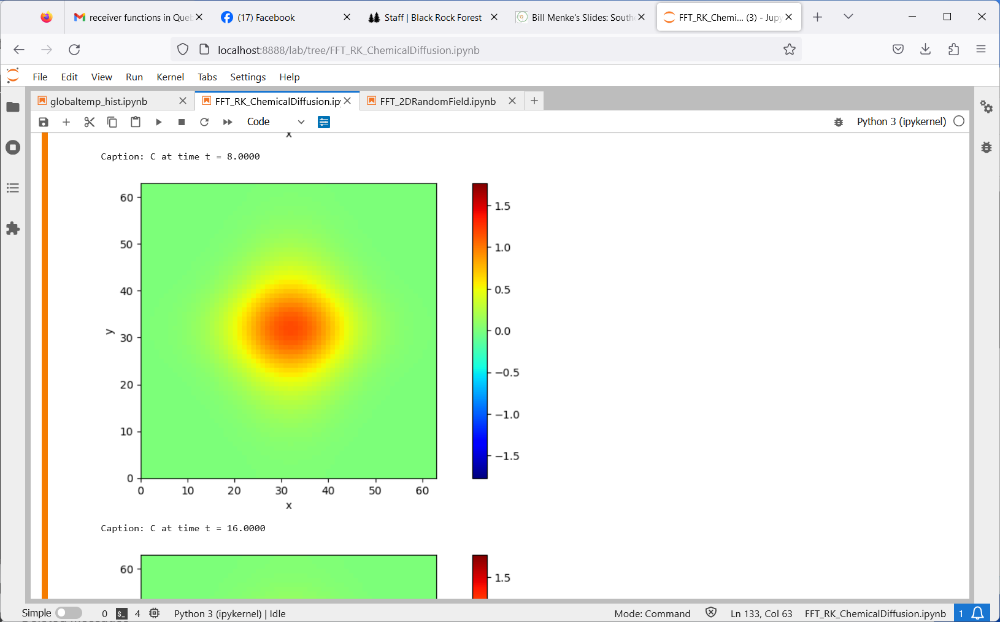 receiver functions in Queb
(17) Facebook
Staff | Black Rock Forest
Bill Menke's Slides: South
FFT_RK_Chemi... (3) - Jupy
localhost:8888/lab/tree/FFT_RK_ChemicalDiffusion.ipynb
File Edit View Run Kernel Tabs Settings Help
globaltemp_hist.ipynb
FFT_RK_ChemicalDiffusion.ipy
FFT_2DRandomField.ipynb
Code
Python 3 (ipykernel)
x
Caption: C at time t = 8.0000
60
50
40
30
20
10
0
y
0 10 20 30 40 50 60
x
1.5
1.0
0.5
0.0
−0.5
−1.0
−1.5
Caption: C at time t = 16.0000
60
1.5
Simple 0 $_ 4 Python 3 (ipykernel) | Idle Mode: Command Ln 133, Col 63 FFT_RK_ChemicalDiffusion.ipynb 1